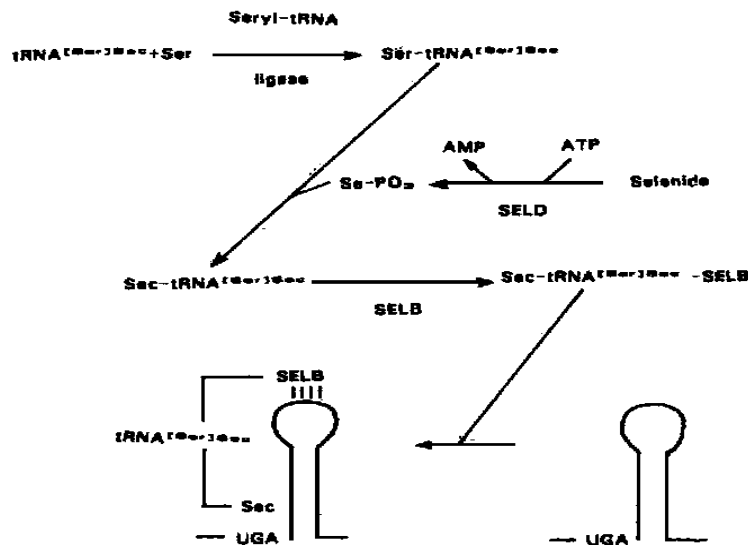 Seryl-tRNA
tRNA[Ser]Sec+Ser
Ser-tRNA[Ser]Sec
ligase
AMP
ATP
Se-PO₃
Selenide
SELD
Sec-tRNA[Ser]Sec
Sec-tRNA[Ser]Sec -SELB
SELB
SELB
tRNA[Ser]Sec
Sec
UGA
UGA